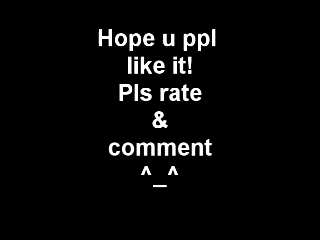 Hope u ppl
like it!
Pls rate
&
comment
^_^